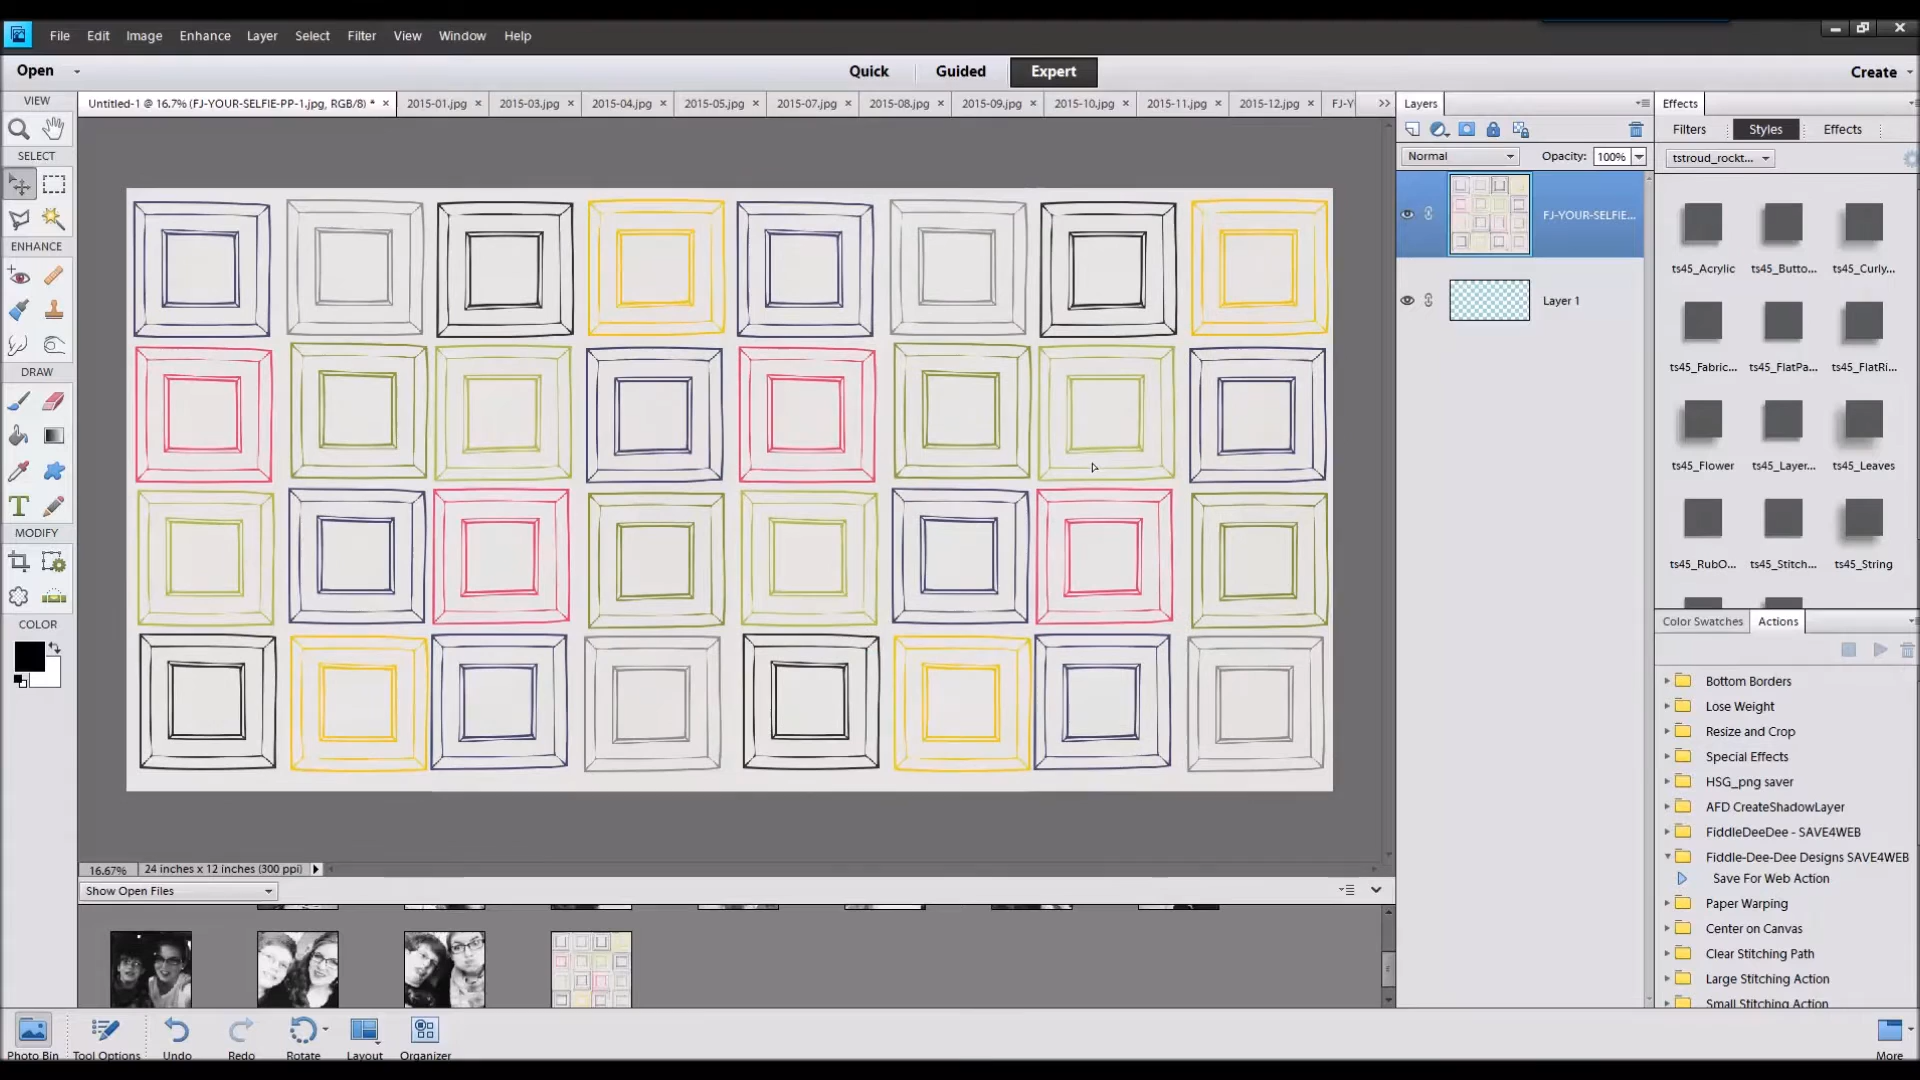 File Edit Image Enhance Layer Select Filter View Window Help
Open Quick Guided Expert Create
VIEW
Untitled-1 @ 16.7% (FJ-YOUR-SELFIE-PP-1.jpg, RGB/8) * 2015-01.jpg 2015-03.jpg 2015-04.jpg 2015-05.jpg 2015-07.jpg 2015-08.jpg 2015-09.jpg 2015-10.jpg 2015-11.jpg 2015-12.jpg FJ-Y
SELECT
ENHANCE
DRAW
MODIFY
COLOR
Layers
Normal Opacity: 100%
FJ-YOUR-SELFIE...
Layer 1
Effects
Filters Styles Effects
tstroud_rockt...
ts45_Acrylic ts45_Butto... ts45_Curly...
ts45_Fabric... ts45_FlatPa... ts45_FlatRi...
ts45_Flower ts45_Layer... ts45_Leaves
ts45_RubO... ts45_Stitch... ts45_String
Color Swatches Actions
Bottom Borders
Lose Weight
Resize and Crop
Special Effects
HSG_png saver
AFD CreateShadowLayer
FiddleDeeDee - SAVE4WEB
Fiddle-Dee-Dee Designs SAVE4WEB
Save For Web Action
Paper Warping
Center on Canvas
Clear Stitching Path
Large Stitching Action
Small Stitching Action
16.67% 24 inches x 12 inches (300 ppi)
Show Open Files
Photo Bin Tool Options Undo Redo Rotate Layout Organizer More